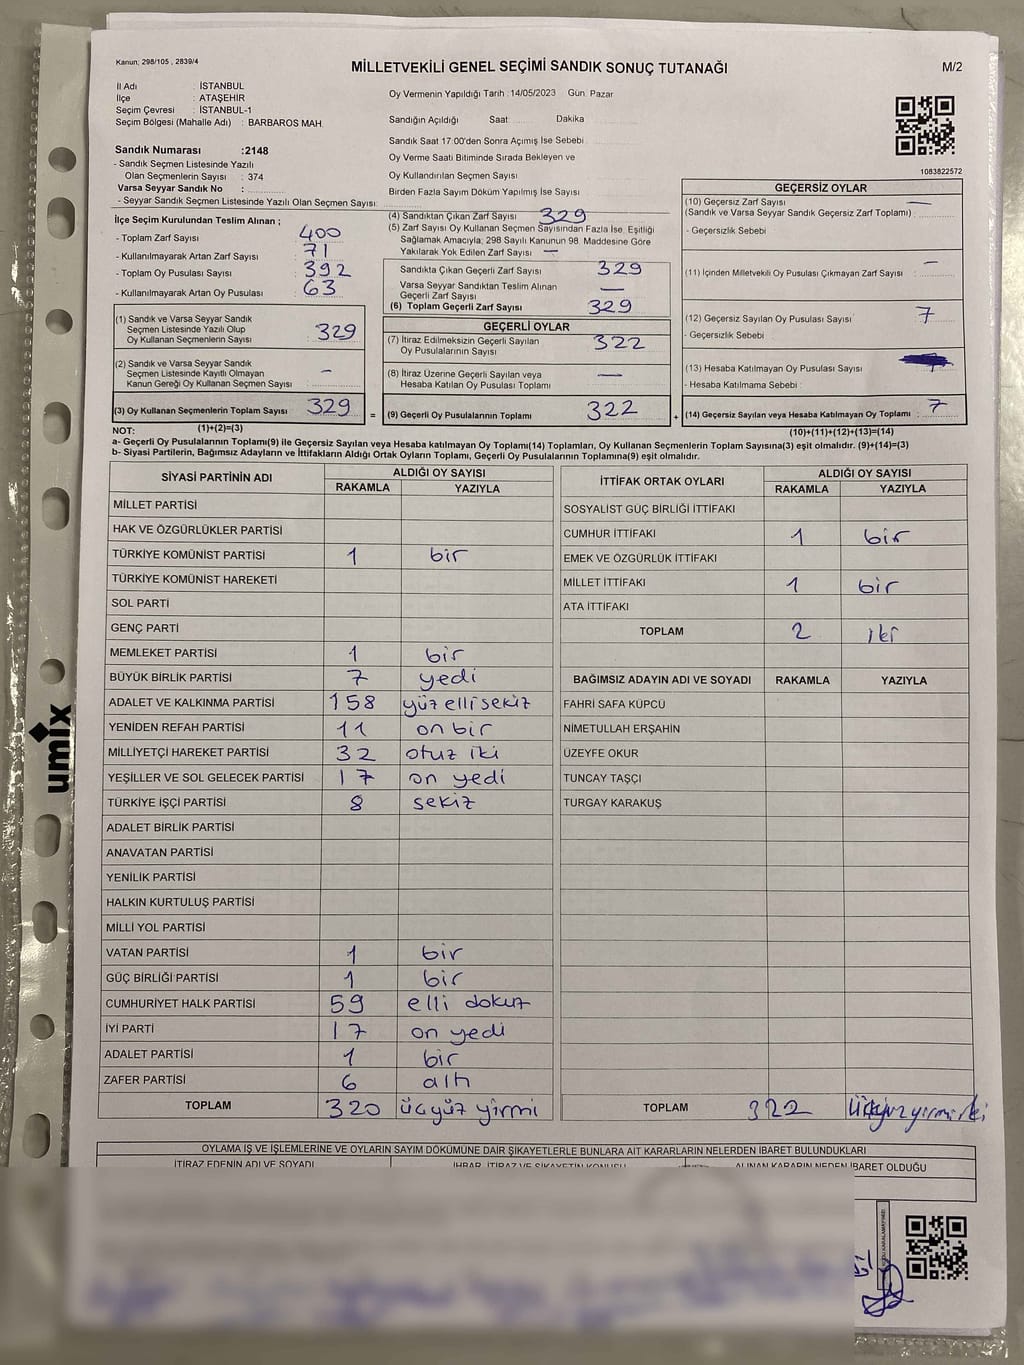 Kanun; 298/105 , 2839/4
MİLLETVEKİLİ GENEL SEÇİMİ SANDIK SONUÇ TUTANAĞI
M/2
İl Adı : İSTANBUL
İlçe : ATAŞEHİR
Seçim Çevresi : İSTANBUL-1
Seçim Bölgesi (Mahalle Adı) : BARBAROS MAH.
Oy Vermenin Yapıldığı Tarih : 14/05/2023 Gün: Pazar
Sandığın Açıldığı Saat Dakika
Sandık Saat 17:00'den Sonra Açımış İse Sebebi
Oy Verme Saati Bitiminde Sırada Bekleyen ve
Oy Kullandırılan Seçmen Sayısı
Birden Fazla Sayım Döküm Yapılmış İse Sayısı
Sandık Numarası :2148
- Sandık Seçmen Listesinde Yazılı
Olan Seçmenlerin Sayısı : 374
Varsa Seyyar Sandık No :
- Seyyar Sandık Seçmen Listesinde Yazılı Olan Seçmen Sayısı:
1083822572
İlçe Seçim Kurulundan Teslim Alınan ;
- Toplam Zarf Sayısı 400
- Kullanılmayarak Artan Zarf Sayısı 71
- Toplam Oy Pusulası Sayısı 392
- Kullanılmayarak Artan Oy Pusulası 63
(1) Sandık ve Varsa Seyyar Sandık
Seçmen Listesinde Yazılı Olup
Oy Kullanan Seçmenlerin Sayısı 329
(2) Sandık ve Varsa Seyyar Sandık
Seçmen Listesinde Kayıtlı Olmayan
Kanun Gereği Oy Kullanan Seçmen Sayısı : -
(3) Oy Kullanan Seçmenlerin Toplam Sayısı 329
(1)+(2)=(3)
=
(4) Sandıktan Çıkan Zarf Sayısı 329
(5) Zarf Sayısı Oy Kullanan Seçmen Sayısından Fazla İse, Eşitliği
Sağlamak Amacıyla; 298 Sayılı Kanunun 98. Maddesine Göre
Yakılarak Yok Edilen Zarf Sayısı —
Sandıkta Çıkan Geçerli Zarf Sayısı 329
Varsa Seyyar Sandıktan Teslim Alınan
Geçerli Zarf Sayısı —
(6) Toplam Geçerli Zarf Sayısı 329
GEÇERLİ OYLAR
(7) İtiraz Edilmeksizin Geçerli Sayılan
Oy Pusulalarının Sayısı 322
(8) İtiraz Üzerine Geçerli Sayılan veya
Hesaba Katılan Oy Pusulası Toplamı —
(9) Geçerli Oy Pusulalarının Toplamı 322
+
GEÇERSİZ OYLAR
(10) Geçersiz Zarf Sayısı —
(Sandık ve Varsa Seyyar Sandık Geçersiz Zarf Toplamı)
- Geçersizlik Sebebi
(11) İçinden Milletvekili Oy Pusulası Çıkmayan Zarf Sayısı —
(12) Geçersiz Sayılan Oy Pusulası Sayısı 7
- Geçersizlik Sebebi
(13) Hesaba Katılmayan Oy Pusulası Sayısı
- Hesaba Katılmama Sebebi
(14) Geçersiz Sayılan veya Hesaba Katılmayan Oy Toplamı 7
(10)+(11)+(12)+(13)=(14)
NOT:
a- Geçerli Oy Pusulalarının Toplamı(9) ile Geçersiz Sayılan veya Hesaba katılmayan Oy Toplamı(14) Toplamları, Oy Kullanan Seçmenlerin Toplam Sayısına(3) eşit olmalıdır. (9)+(14)=(3)
b- Siyasi Partilerin, Bağımsız Adayların ve İttifakların Aldığı Ortak Oyların Toplamı, Geçerli Oy Pusulalarının Toplamına(9) eşit olmalıdır.
SİYASİ PARTİNİN ADI ALDIĞI OY SAYISI
RAKAMLA YAZIYLA
MİLLET PARTİSİ
HAK VE ÖZGÜRLÜKLER PARTİSİ
TÜRKİYE KOMÜNİST PARTİSİ 1 bir
TÜRKİYE KOMÜNİST HAREKETİ
SOL PARTİ
GENÇ PARTİ
MEMLEKET PARTİSİ 1 bir
BÜYÜK BİRLİK PARTİSİ 7 yedi
ADALET VE KALKINMA PARTİSİ 158 yüz elli sekiz
YENİDEN REFAH PARTİSİ 11 on bir
MİLLİYETÇİ HAREKET PARTİSİ 32 otuz iki
YEŞİLLER VE SOL GELECEK PARTİSİ 17 on yedi
TÜRKİYE İŞÇİ PARTİSİ 8 sekiz
ADALET BİRLİK PARTİSİ
ANAVATAN PARTİSİ
YENİLİK PARTİSİ
HALKIN KURTULUŞ PARTİSİ
MİLLİ YOL PARTİSİ
VATAN PARTİSİ 1 bir
GÜÇ BİRLİĞİ PARTİSİ 1 bir
CUMHURİYET HALK PARTİSİ 59 elli dokuz
İYİ PARTİ 17 on yedi
ADALET PARTİSİ 1 bir
ZAFER PARTİSİ 6 altı
TOPLAM 320 üçyüz yirmi
İTTİFAK ORTAK OYLARI ALDIĞI OY SAYISI
RAKAMLA YAZIYLA
SOSYALİST GÜÇ BİRLİĞİ İTTİFAKI
CUMHUR İTTİFAKI 1 bir
EMEK VE ÖZGÜRLÜK İTTİFAKI
MİLLET İTTİFAKI 1 bir
ATA İTTİFAKI
TOPLAM 2 iki
BAĞIMSIZ ADAYIN ADI VE SOYADI RAKAMLA YAZIYLA
FAHRİ SAFA KÜPCÜ
NİMETULLAH ERŞAHİN
ÜZEYFE OKUR
TUNCAY TAŞÇI
TURGAY KARAKUŞ
TOPLAM 322
OYLAMA İŞ VE İŞLEMLERİNE VE OYLARIN SAYIM DÖKÜMÜNE DAİR ŞİKAYETLERLE BUNLARA AİT KARARLARIN NELERDEN İBARET BULUNDUKLARI
İTİRAZ EDENİN ADI VE SOYADI İHBAR, İTİRAZ VE ŞİKAYETİN KONUSU ALINAN KARARIN NEDEN İBARET OLDUĞU
umix